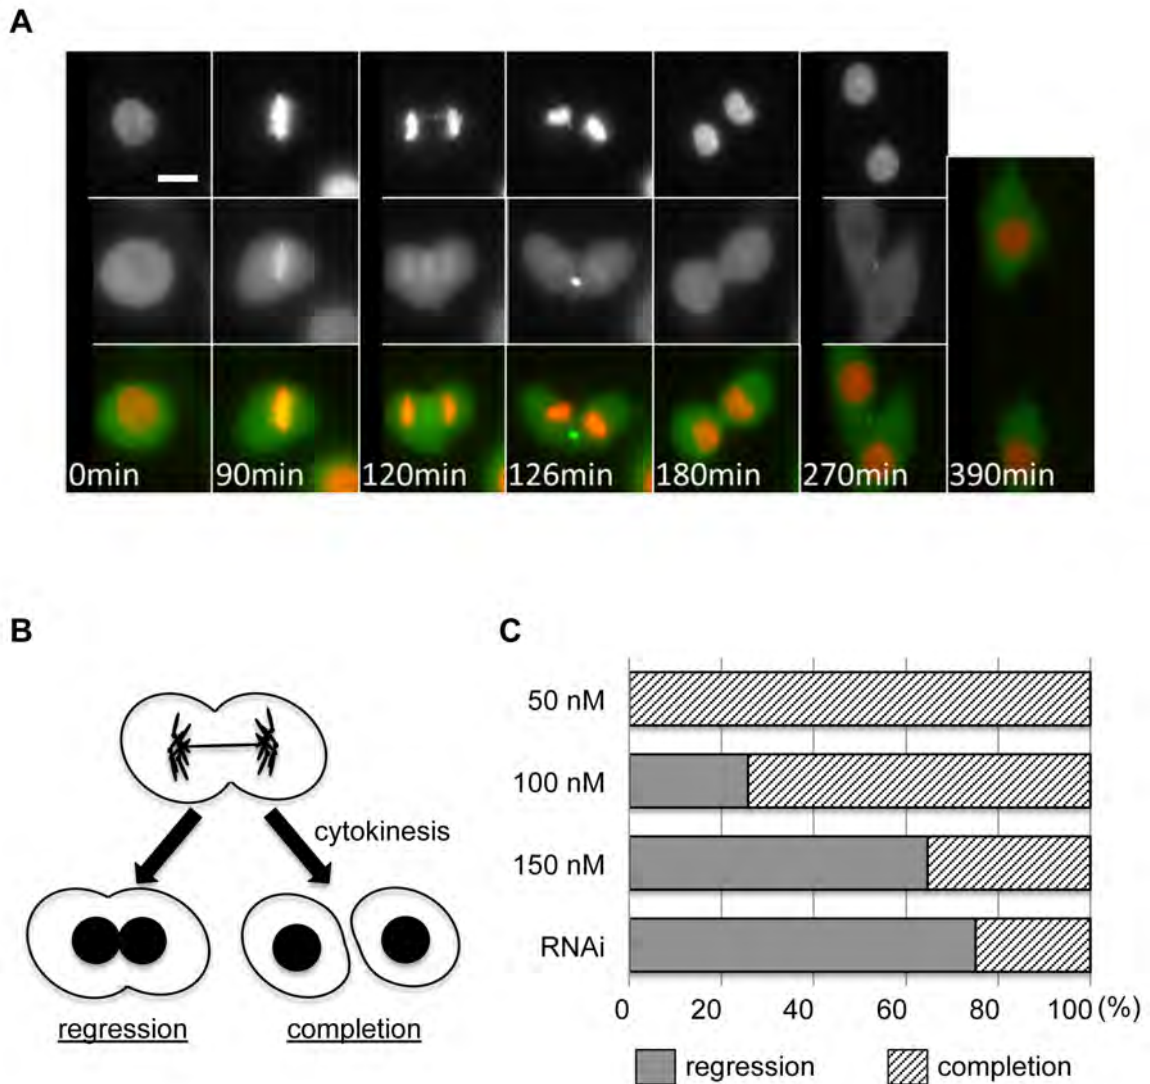 A
0min 90min 120min 126min 180min 270min 390min
B
cytokinesis
regression completion
C
50 nM
100 nM
150 nM
RNAi
0 20 40 60 80 100 (%)
regression completion